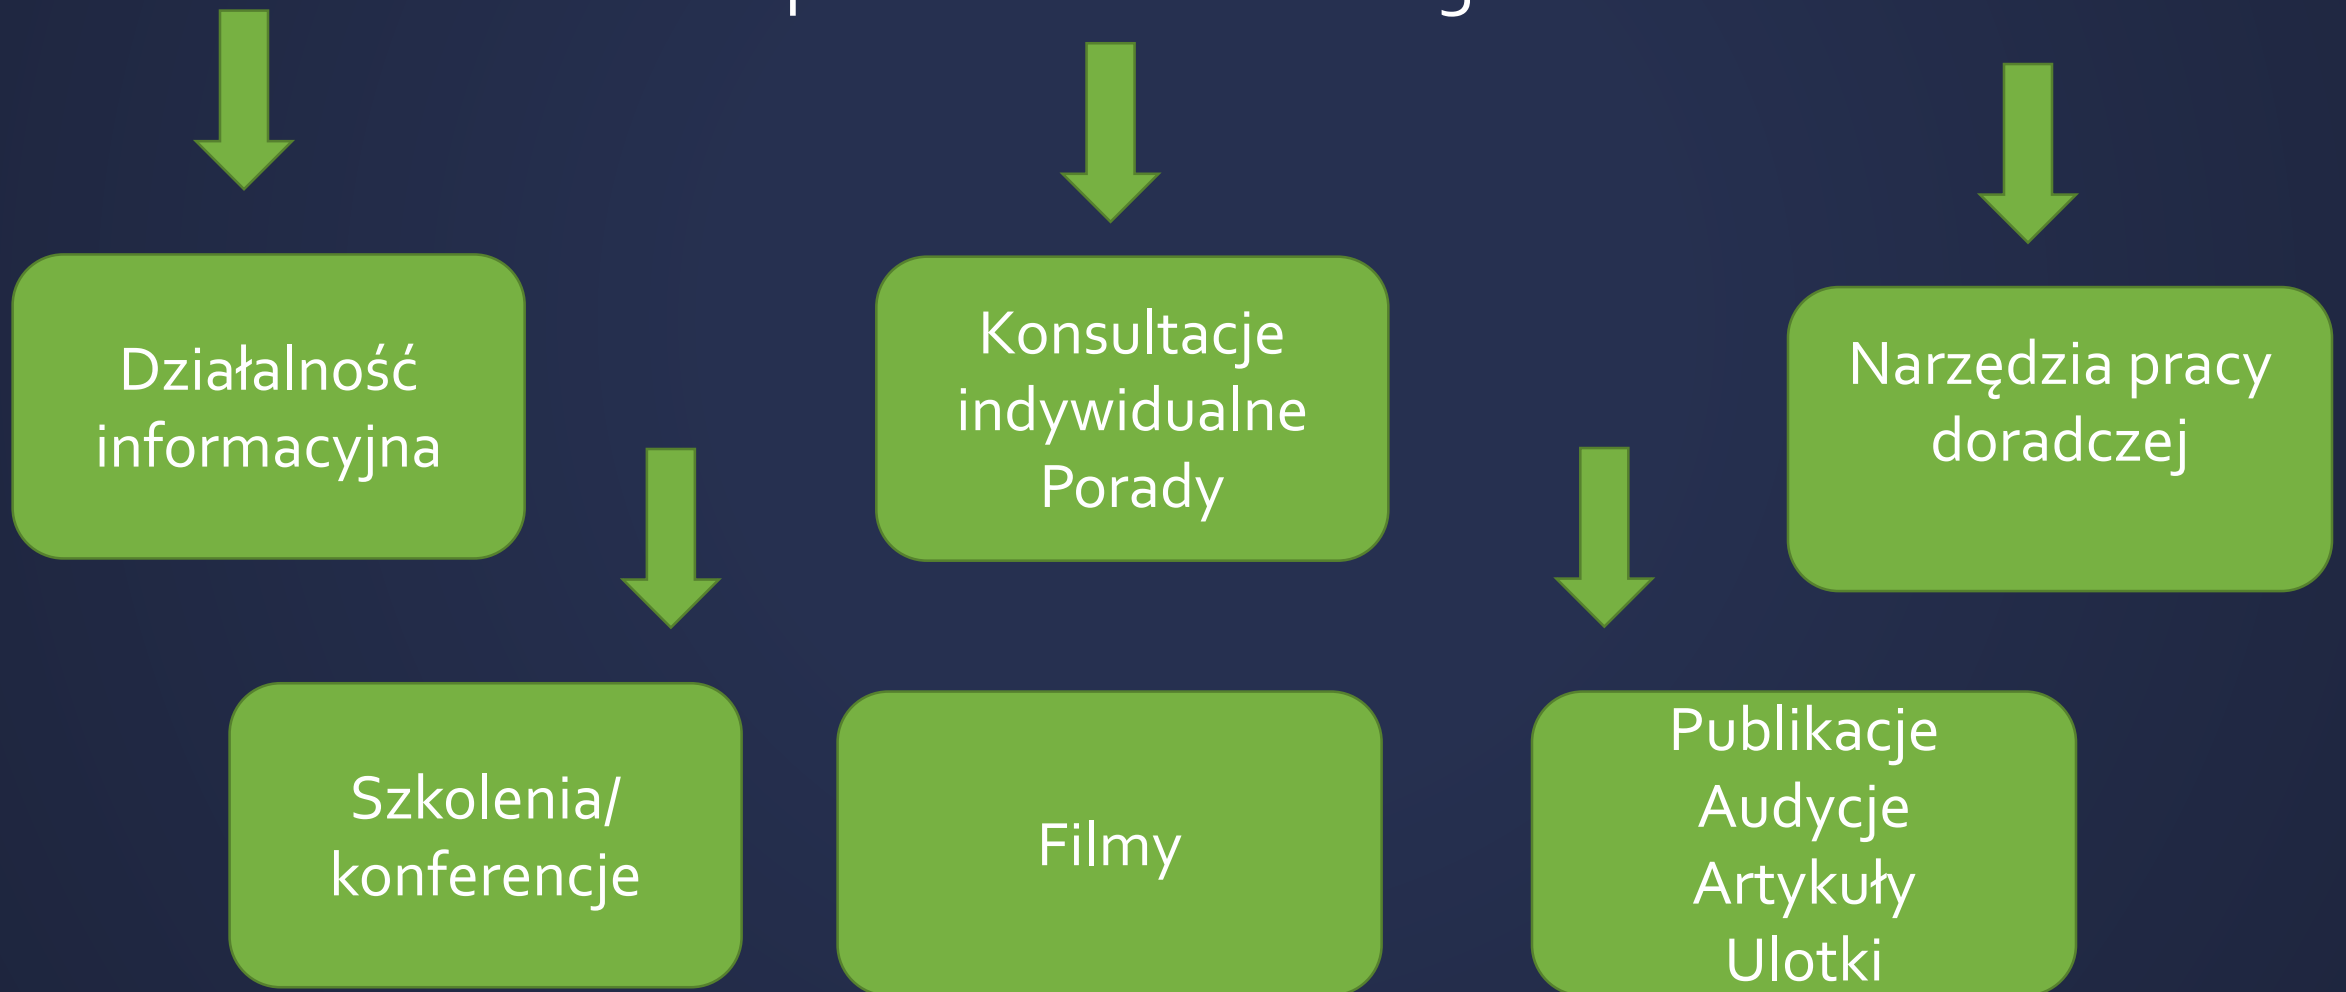 Działalność
informacyjna
Konsultacje
indywidualne
Porady
Narzędzia pracy
doradczej
Szkolenia/
konferencje
Filmy
Publikacje
Audycje
Artykuły
Ulotki